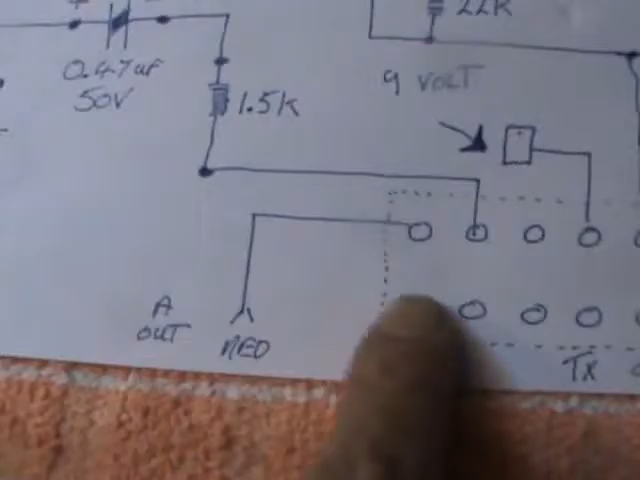 +
22K
0.47uf
50V
9 VOLT
1.5K
A
OUT
RED
TX